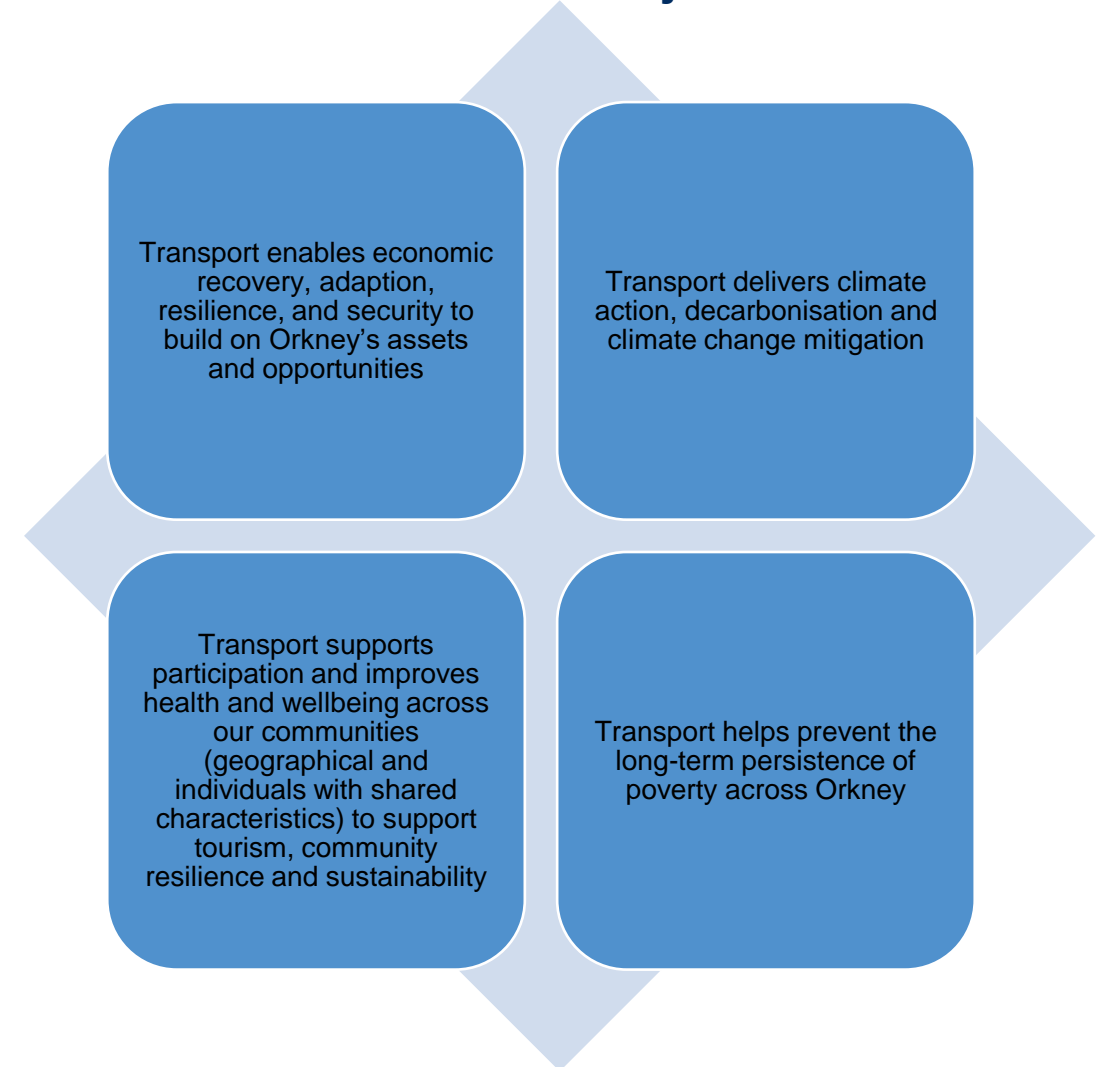 Transport enables economic
recovery, adaption,
resilience, and security to
build on Orkney’s assets
and opportunities
Transport delivers climate
action, decarbonisation and
climate change mitigation
Transport supports
participation and improves
health and wellbeing across
our communities
(geographical and
individuals with shared
characteristics) to support
tourism, community
resilience and sustainability
Transport helps prevent the
long-term persistence of
poverty across Orkney